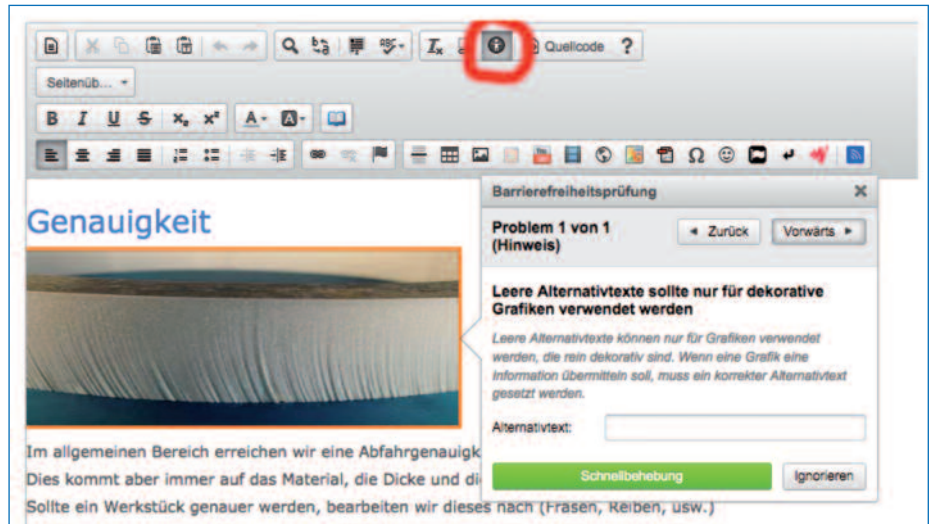 Quellcode ?
Seitenüb...
B I U S x₂ x² A A
Ω
Barrierefreiheitsprüfung
Genauigkeit
Problem 1 von 1
(Hinweis)
Zurück
Vorwärts
Leere Alternativtexte sollte nur für dekorative
Grafiken verwendet werden
Leere Alternativtexte können nur für Grafiken verwendet
werden, die rein dekorativ sind. Wenn eine Grafik eine
Information übermitteln soll, muss ein korrekter Alternativtext
gesetzt werden.
Alternativtext:
Schnellbehebung
Ignorieren
Im allgemeinen Bereich erreichen wir eine Abfahrgenauigk
Dies kommt aber immer auf das Material, die Dicke und di
Sollte ein Werkstück genauer werden, bearbeiten wir dieses nach (Fräsen, Reiben, usw.)